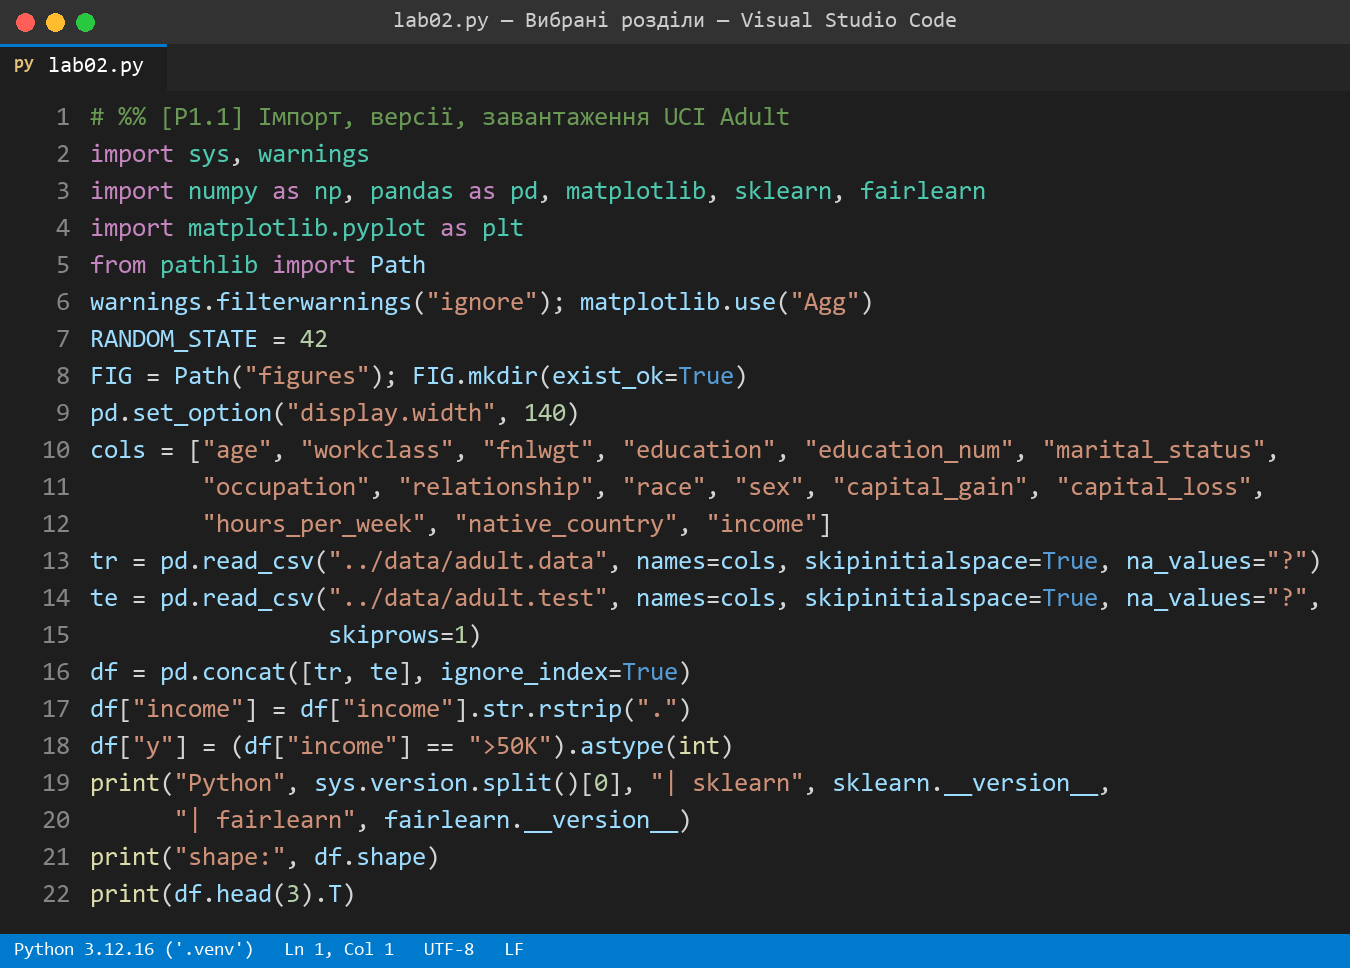 lab02.py — Вибрані розділи — Visual Studio Code
py lab02.py
1 # %% [P1.1] Імпорт, версії, завантаження UCI Adult
2 import sys, warnings
3 import numpy as np, pandas as pd, matplotlib, sklearn, fairlearn
4 import matplotlib.pyplot as plt
5 from pathlib import Path
6 warnings.filterwarnings("ignore"); matplotlib.use("Agg")
7 RANDOM_STATE = 42
8 FIG = Path("figures"); FIG.mkdir(exist_ok=True)
9 pd.set_option("display.width", 140)
10 cols = ["age", "workclass", "fnlwgt", "education", "education_num", "marital_status",
11         "occupation", "relationship", "race", "sex", "capital_gain", "capital_loss",
12         "hours_per_week", "native_country", "income"]
13 tr = pd.read_csv("../data/adult.data", names=cols, skipinitialspace=True, na_values="?")
14 te = pd.read_csv("../data/adult.test", names=cols, skipinitialspace=True, na_values="?",
15                  skiprows=1)
16 df = pd.concat([tr, te], ignore_index=True)
17 df["income"] = df["income"].str.rstrip(".")
18 df["y"] = (df["income"] == ">50K").astype(int)
19 print("Python", sys.version.split()[0], "| sklearn", sklearn.__version__,
20       "| fairlearn", fairlearn.__version__)
21 print("shape:", df.shape)
22 print(df.head(3).T)
Python 3.12.16 ('.venv') Ln 1, Col 1 UTF-8 LF